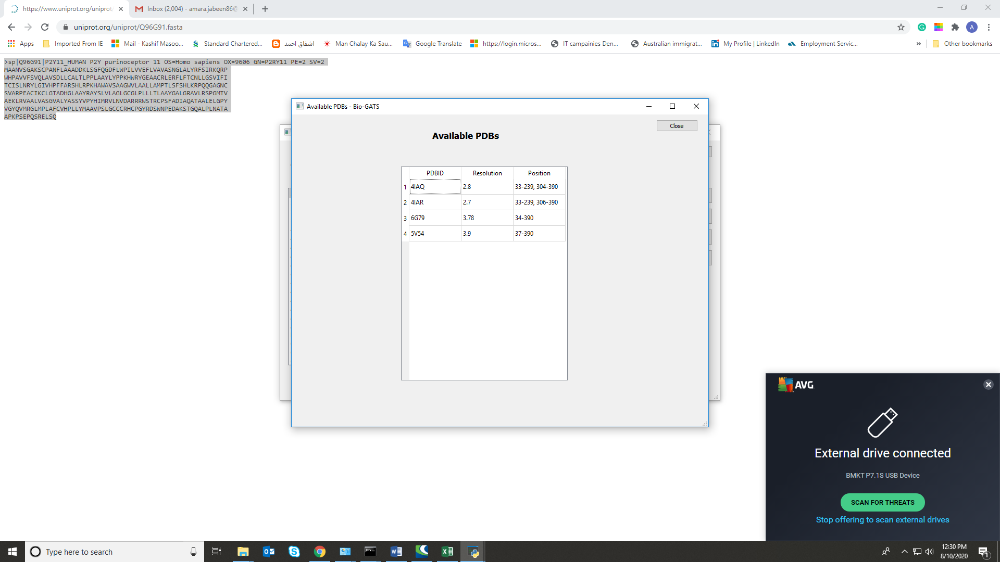 https://www.uniprot.org/uniprot
Inbox (2,004) - amara.jabeen86@
uniprot.org/uniprot/Q96G91.fasta
A
Apps
Imported From IE
Mail - Kashif Masoo...
Standard Chartered...
اشفاق احمد
Man Chalay Ka Sau...
Google Translate
https://login.micros...
IT campainies Den...
Australian immigrat...
My Profile | LinkedIn
Employment Servic...
»
Other bookmarks
>sp|Q96G91|P2Y11_HUMAN P2Y purinoceptor 11 OS=Homo sapiens OX=9606 GN=P2RY11 PE=2 SV=2
MAANVSGAKSCPANFLAAADDKLSGFQGDFLWPILVVEFLVAVASNGLALYRFSIRKQRP
WHPAVVFSVQLAVSDLLCALTLPPLAAYLYPPKHWRYGEAACRLERFLFTCNLLGSVIFI
TCISLNRYLGIVHPFFARSHLRPKHAWAVSAAGWVLAALLAMPTLSFSHLKRPQQGAGNC
SVARPEACIKCLGTADHGLAAYRAYSLVLAGLGCGLPLLLTLAAYGALGRAVLRSPGMTV
AEKLRVAALVASGVALYASSYVPYHIMRVLNVDARRRWSTRCPSFADIAQATAALELGPY
VGYQVMRGLMPLAFCVHPLLYMAAVPSLGCCCRHCPGYRDSWNPEDAKSTGQALPLNATA
APKPSEPQSRELSQ
Available PDBs - Bio-GATS
Close
Available PDBs
PDBID Resolution Position
1 4IAQ 2.8 33-239, 304-390
2 4IAR 2.7 33-239, 306-390
3 6G79 3.78 34-390
4 5V54 3.9 37-390
AVG
External drive connected
BMKT P7.1S USB Device
SCAN FOR THREATS
Stop offering to scan external drives
Type here to search
12:30 PM
8/10/2020
1